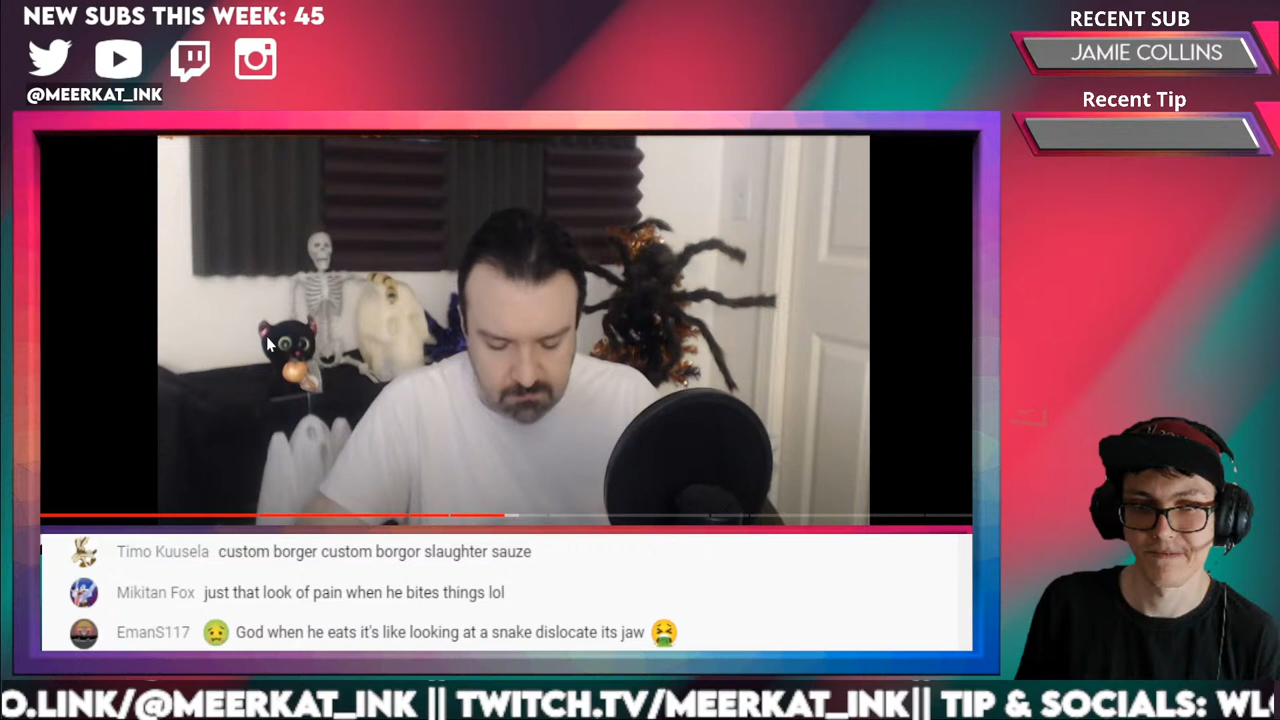 NEW SUBS THIS WEEK: 45
@MEERKAT_INK
RECENT SUB
JAMIE COLLINS
Recent Tip
Timo Kuusela custom borger custom borgor slaughter sauze
Mikitan Fox just that look of pain when he bites things lol
EmanS117 🤢 God when he eats it's like looking at a snake dislocate its jaw 🤮
O.LINK/@MEERKAT_INK || TWITCH.TV/MEERKAT_INK|| TIP & SOCIALS: WL